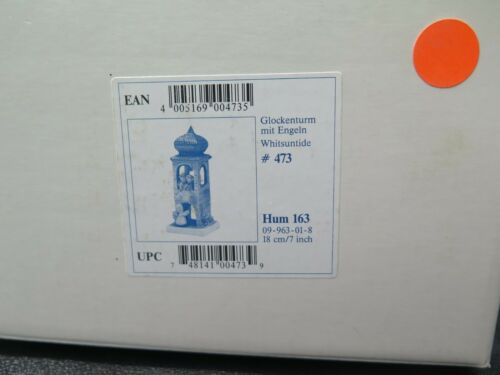 EAN
4 005169 004735
Glockenturm
mit Engeln
Whitsuntide
# 473
Hum 163
09-963-01-8
18 cm/7 inch
UPC
7 48141 00473 9